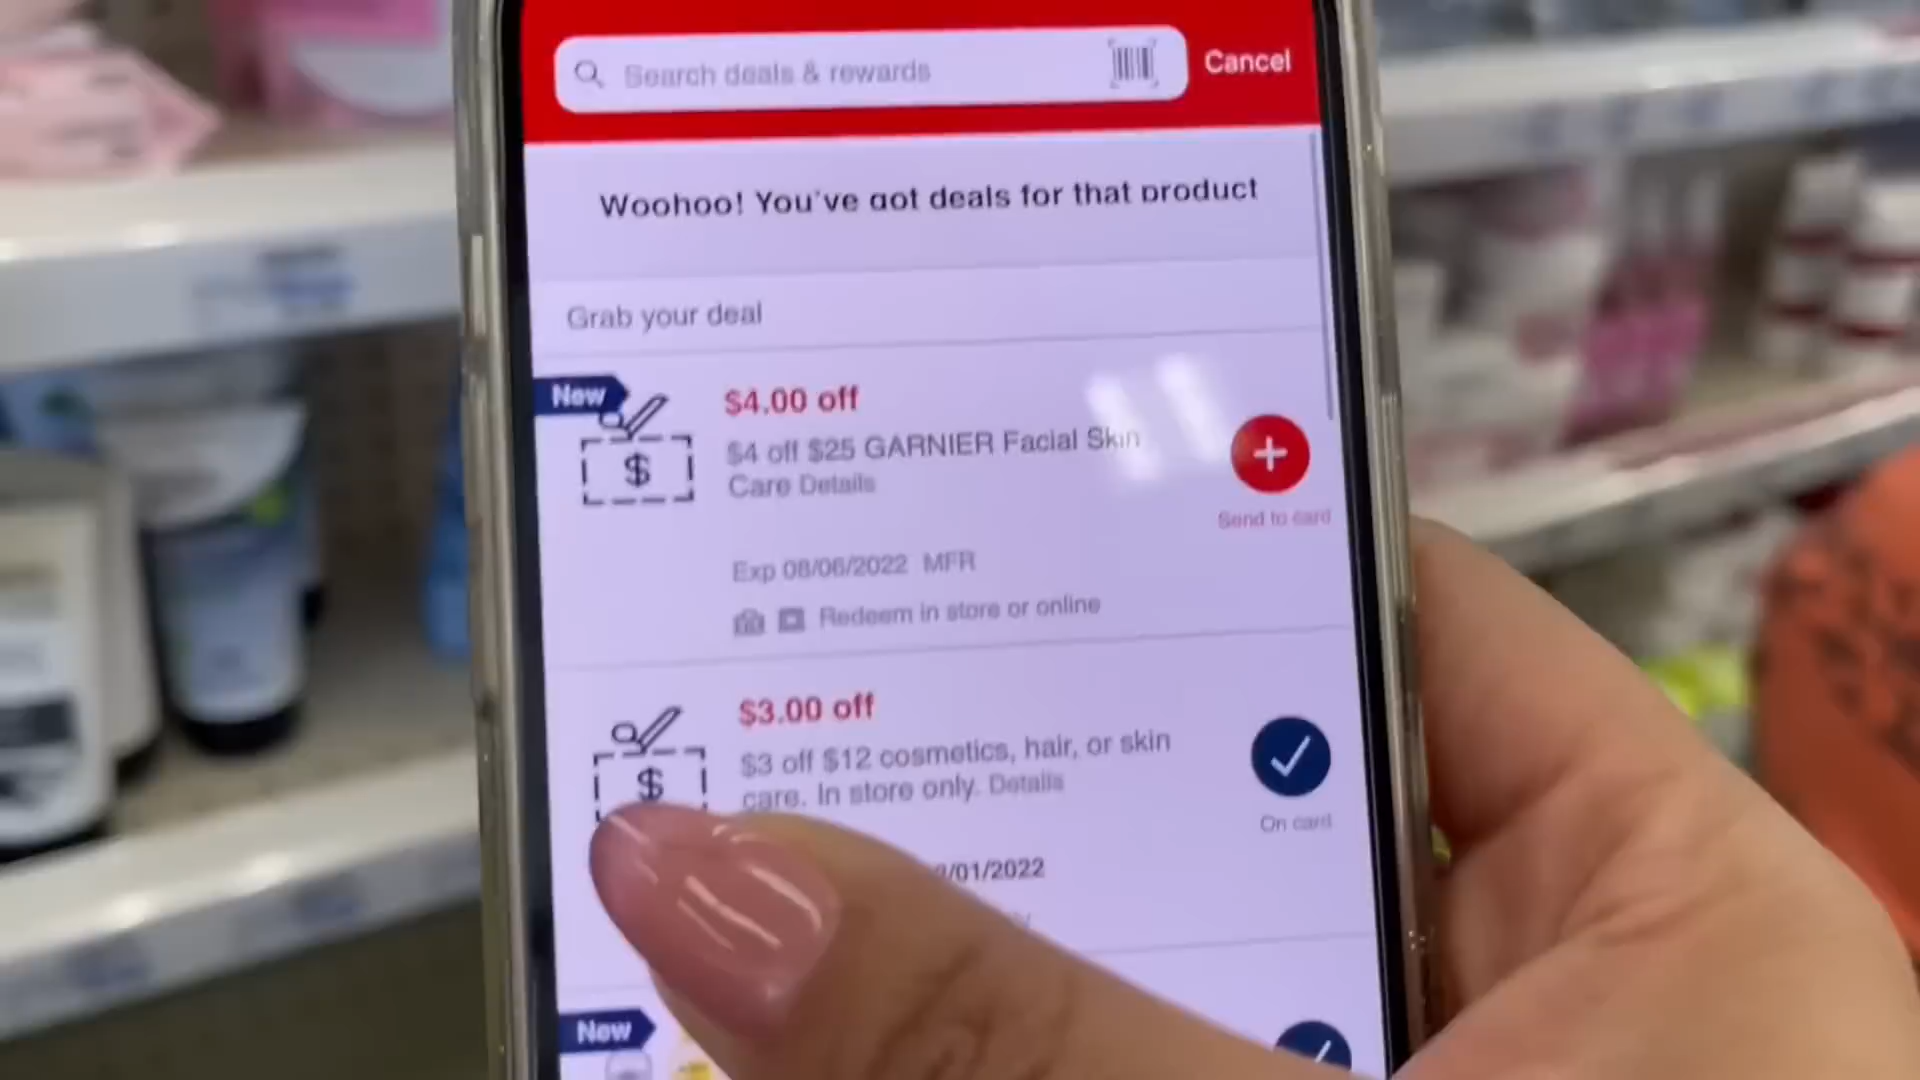 Search deals & rewards
Cancel
Woohoo! You've got deals for that product
Grab your deal
New
$4.00 off
$
$4 off $25 GARNIER Facial Skin
Care Details
Send to card
Exp 08/06/2022 MFR
Redeem in store or online
$3.00 off
$
$3 off $12 cosmetics, hair, or skin
care. In store only. Details
On card
/01/2022
New